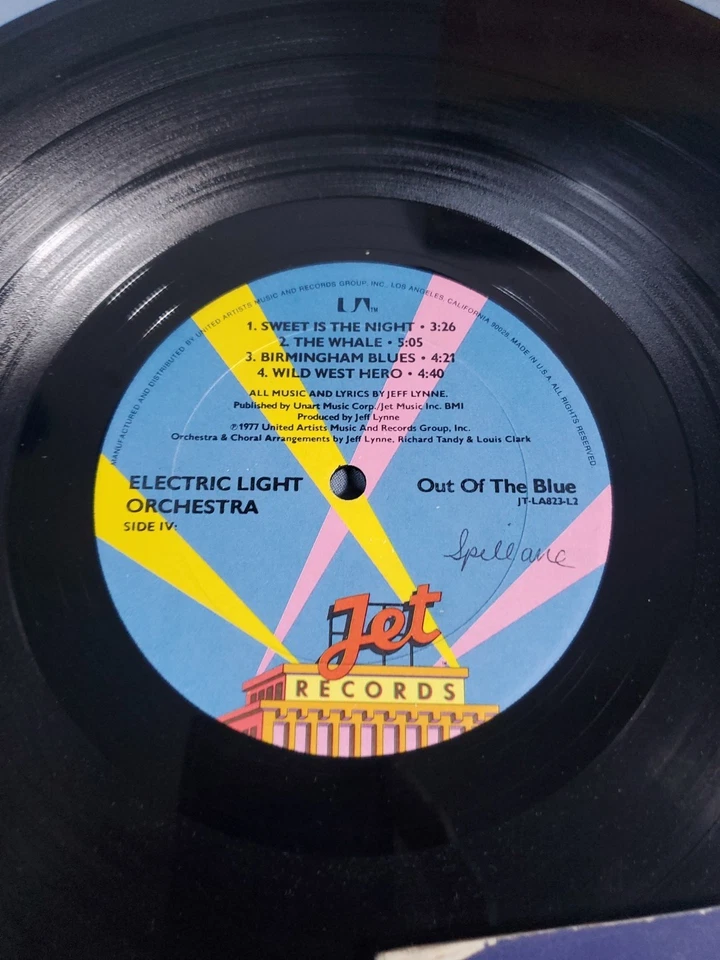 MANUFACTURED AND DISTRIBUTED BY UNITED ARTISTS MUSIC AND RECORDS GROUP, INC., LOS ANGELES, CALIFORNIA 90028. MADE IN U.S.A. ALL RIGHTS RESERVED
UA TM
1. SWEET IS THE NIGHT • 3:26
2. THE WHALE • 5:05
3. BIRMINGHAM BLUES • 4:21
4. WILD WEST HERO • 4:40
ALL MUSIC AND LYRICS BY JEFF LYNNE.
Published by Unart Music Corp./Jet Music Inc. BMI
Produced by Jeff Lynne
℗1977 United Artists Music And Records Group, Inc.
Orchestra & Choral Arrangements by Jeff Lynne, Richard Tandy & Louis Clark
ELECTRIC LIGHT
ORCHESTRA
SIDE IV:
Out Of The Blue
JT-LA823-L2
Spillane
Jet
RECORDS